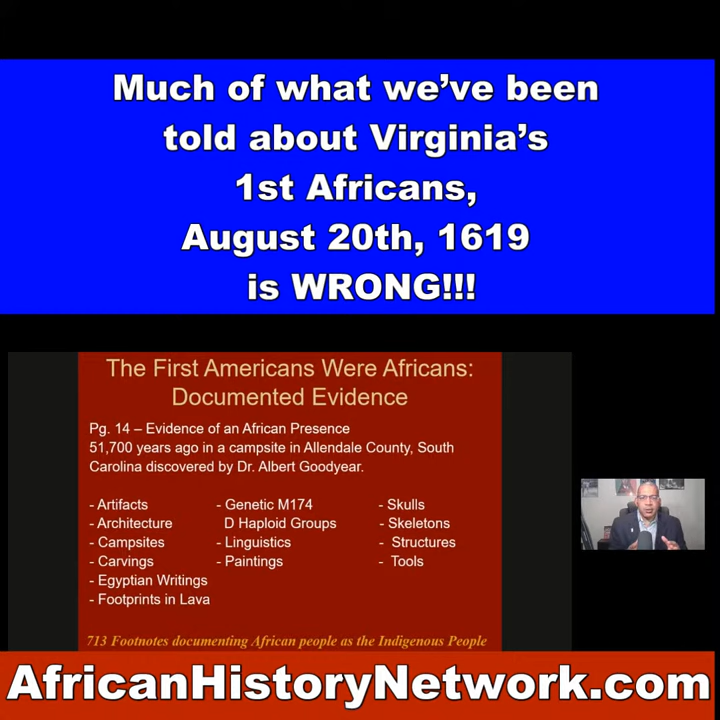 Much of what we've been
told about Virginia's
1st Africans,
August 20th, 1619
is WRONG!!!
The First Americans Were Africans:
Documented Evidence
Pg. 14 – Evidence of an African Presence
51,700 years ago in a campsite in Allendale County, South
Carolina discovered by Dr. Albert Goodyear.
- Artifacts
- Architecture
- Campsites
- Carvings
- Egyptian Writings
- Footprints in Lava
- Genetic M174
D Haploid Groups
- Linguistics
- Paintings
- Skulls
- Skeletons
- Structures
- Tools
713 Footnotes documenting African people as the Indigenous People
AfricanHistoryNetwork.com